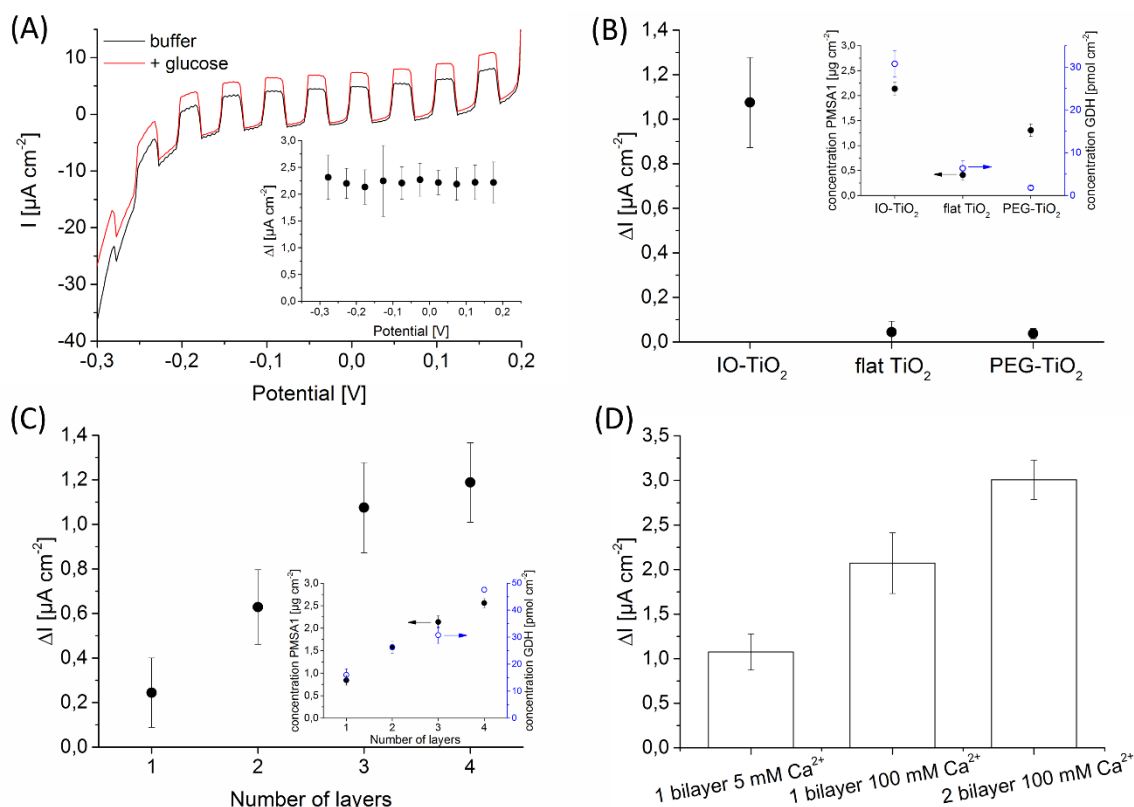 (A)
buffer
+ glucose
I [µA cm⁻²]
10
0
-10
-20
-30
-40
-0,3 -0,2 -0,1 0,0 0,1 0,2
Potential [V]
ΔI [µA cm⁻²]
3,0
2,5
2,0
1,5
1,0
0,5
0,0
-0,3 -0,2 -0,1 0,0 0,1 0,2
Potential [V]
(B)
ΔI [µA cm⁻²]
1,4
1,2
1,0
0,8
0,6
0,4
0,2
0,0
IO-TiO₂ flat TiO₂ PEG-TiO₂
concentration PMSA1 [µg cm⁻²]
3,0
2,5
2,0
1,5
1,0
0,5
0,0
IO-TiO₂ flat TiO₂ PEG-TiO₂
30
20
10
0
concentration GDH [pmol cm⁻²]
(C)
ΔI [µA cm⁻²]
1,4
1,2
1,0
0,8
0,6
0,4
0,2
0,0
1 2 3 4
Number of layers
concentration PMSA1 [µg cm⁻²]
3,0
2,5
2,0
1,5
1,0
0,5
0,0
1 2 3 4
Number of layers
50
40
30
20
10
0
concentration GDH [pmol cm⁻²]
(D)
ΔI [µA cm⁻²]
3,5
3,0
2,5
2,0
1,5
1,0
0,5
0,0
1 bilayer 5 mM Ca²⁺
1 bilayer 100 mM Ca²⁺
2 bilayer 100 mM Ca²⁺